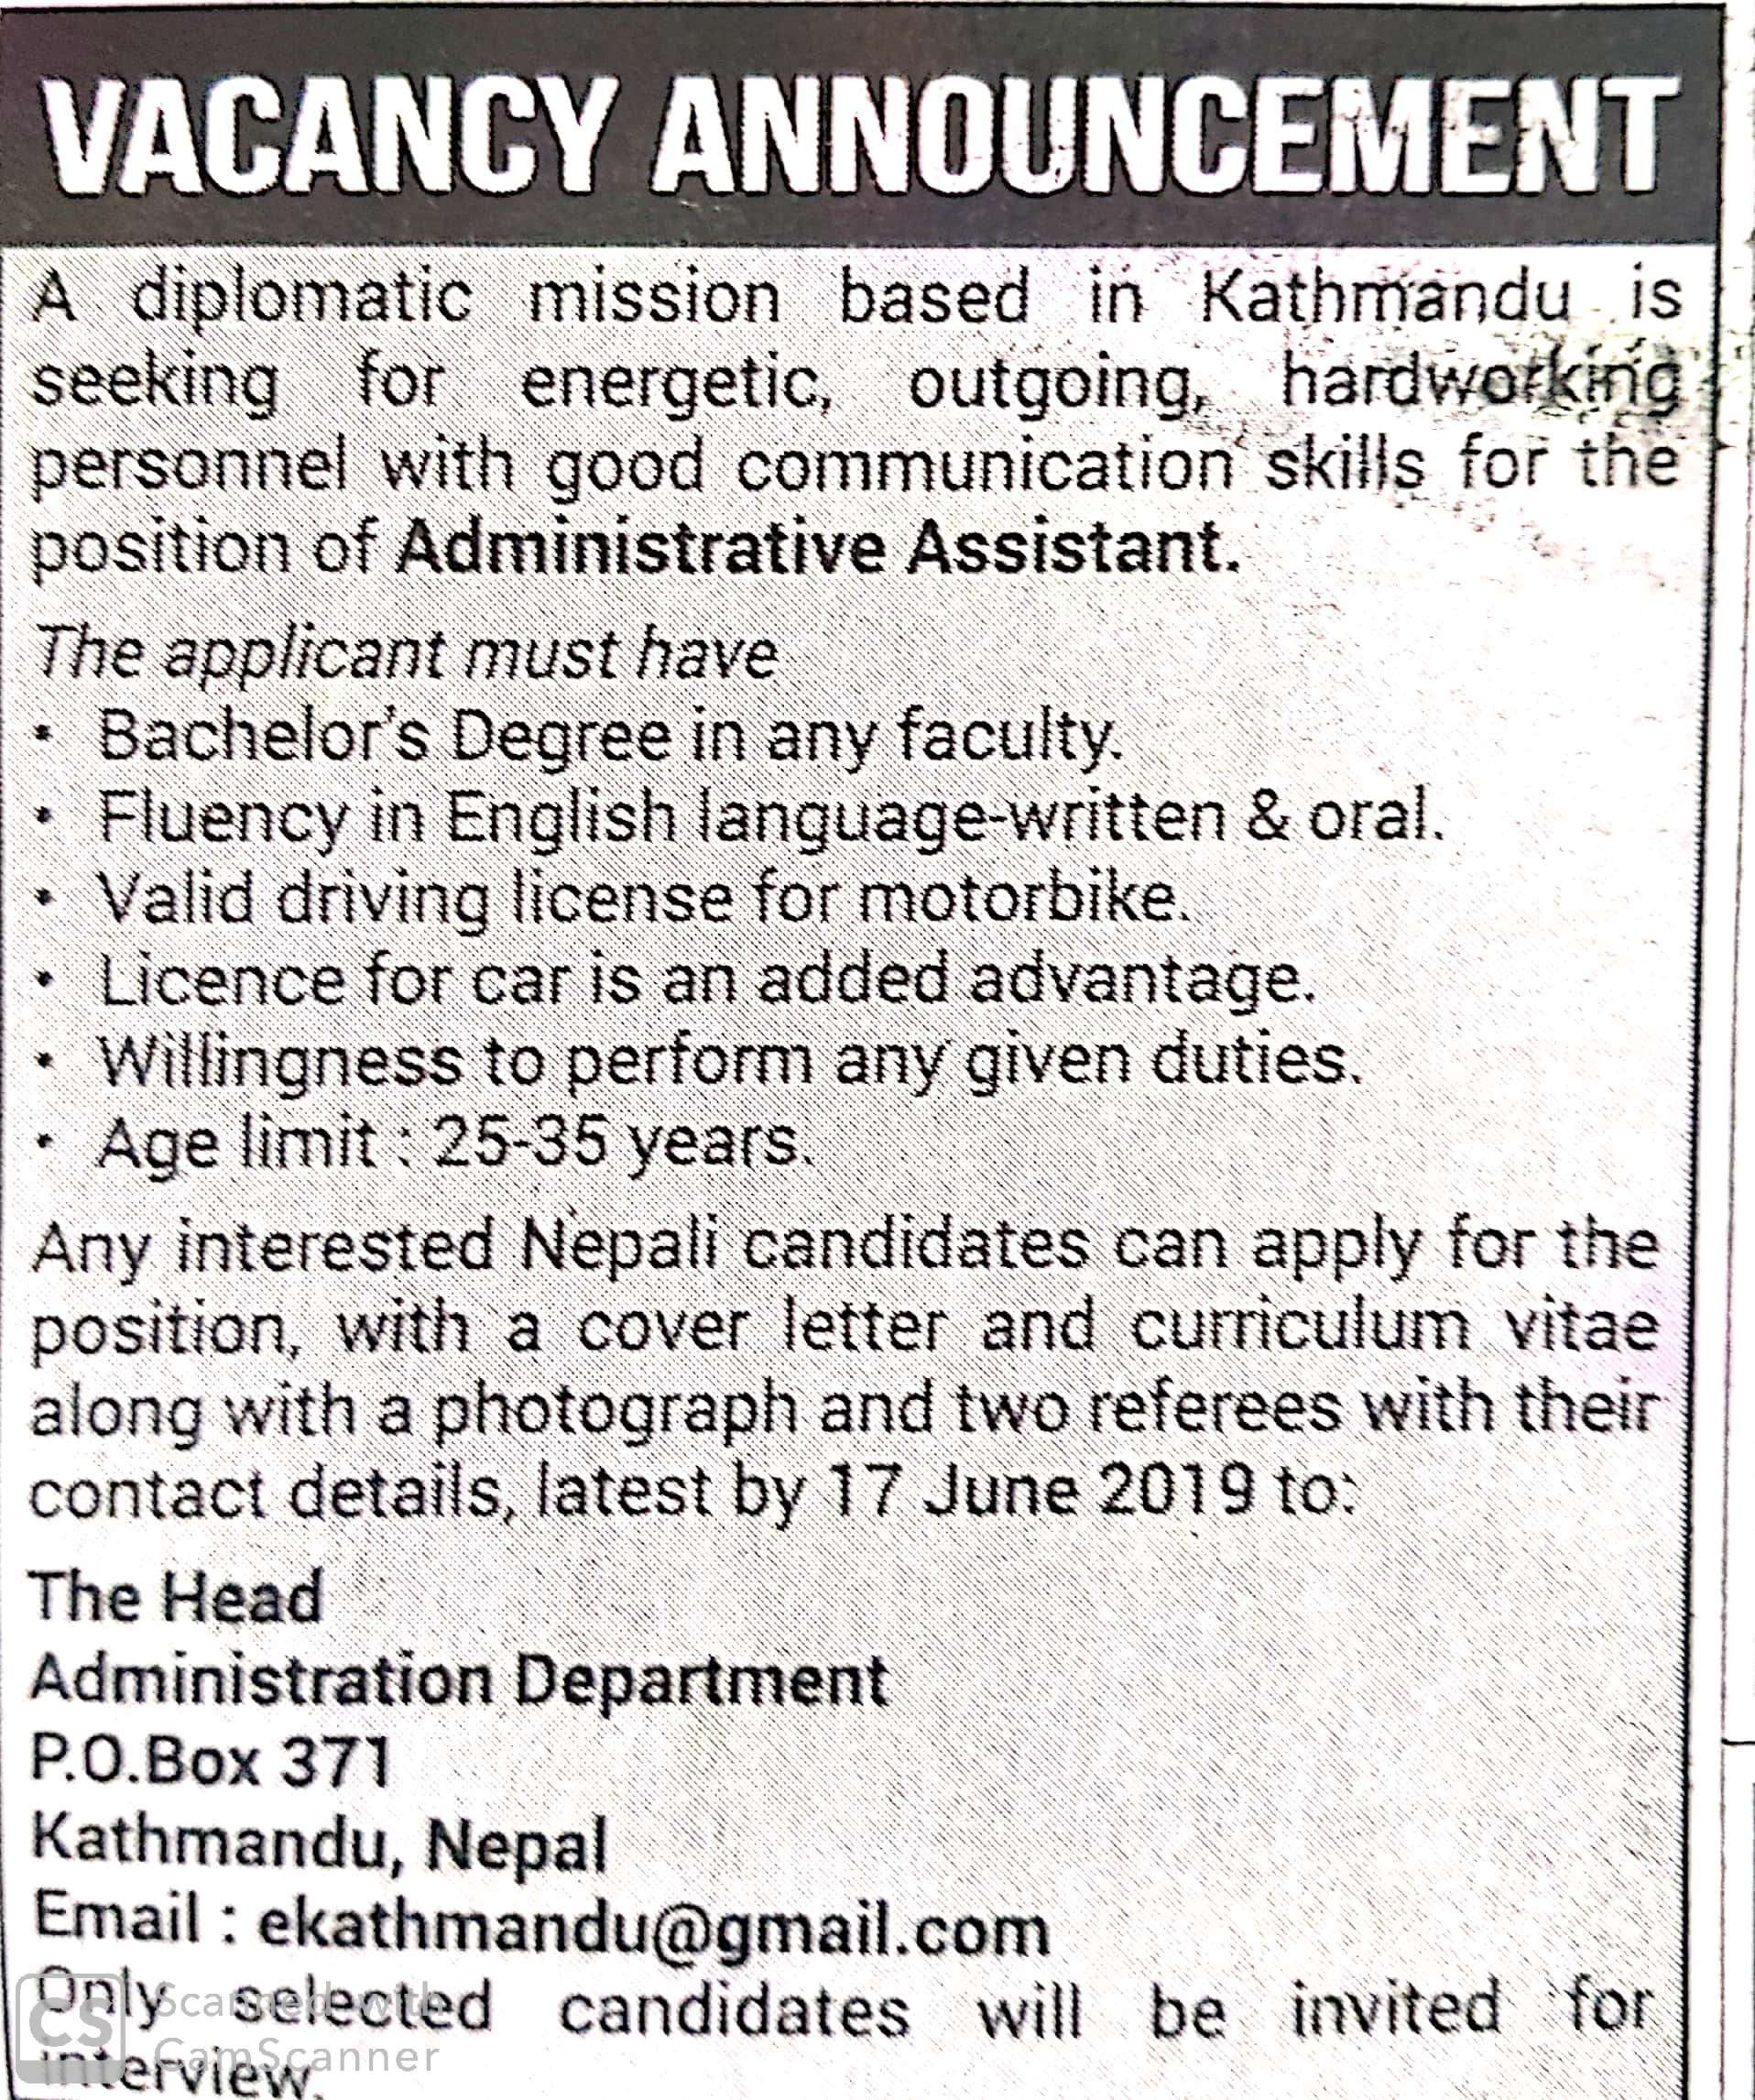 VACANCY ANNOUNCEMENT
A diplomatic mission based in Kathmandu is
seeking for energetic, outgoing, hardworking
personnel with good communication skills for the
position of Administrative Assistant.
The applicant must have
• Bachelor's Degree in any faculty.
• Fluency in English language-written & oral.
• Valid driving license for motorbike.
• Licence for car is an added advantage.
• Willingness to perform any given duties.
• Age limit : 25-35 years.
Any interested Nepali candidates can apply for the
position, with a cover letter and curriculum vitae
along with a photograph and two referees with their
contact details, latest by 17 June 2019 to:
The Head
Administration Department
P.O.Box 371
Kathmandu, Nepal
Email : ekathmandu@gmail.com
Only selected candidates will be invited for
interview.
CS Scanned with
CamScanner